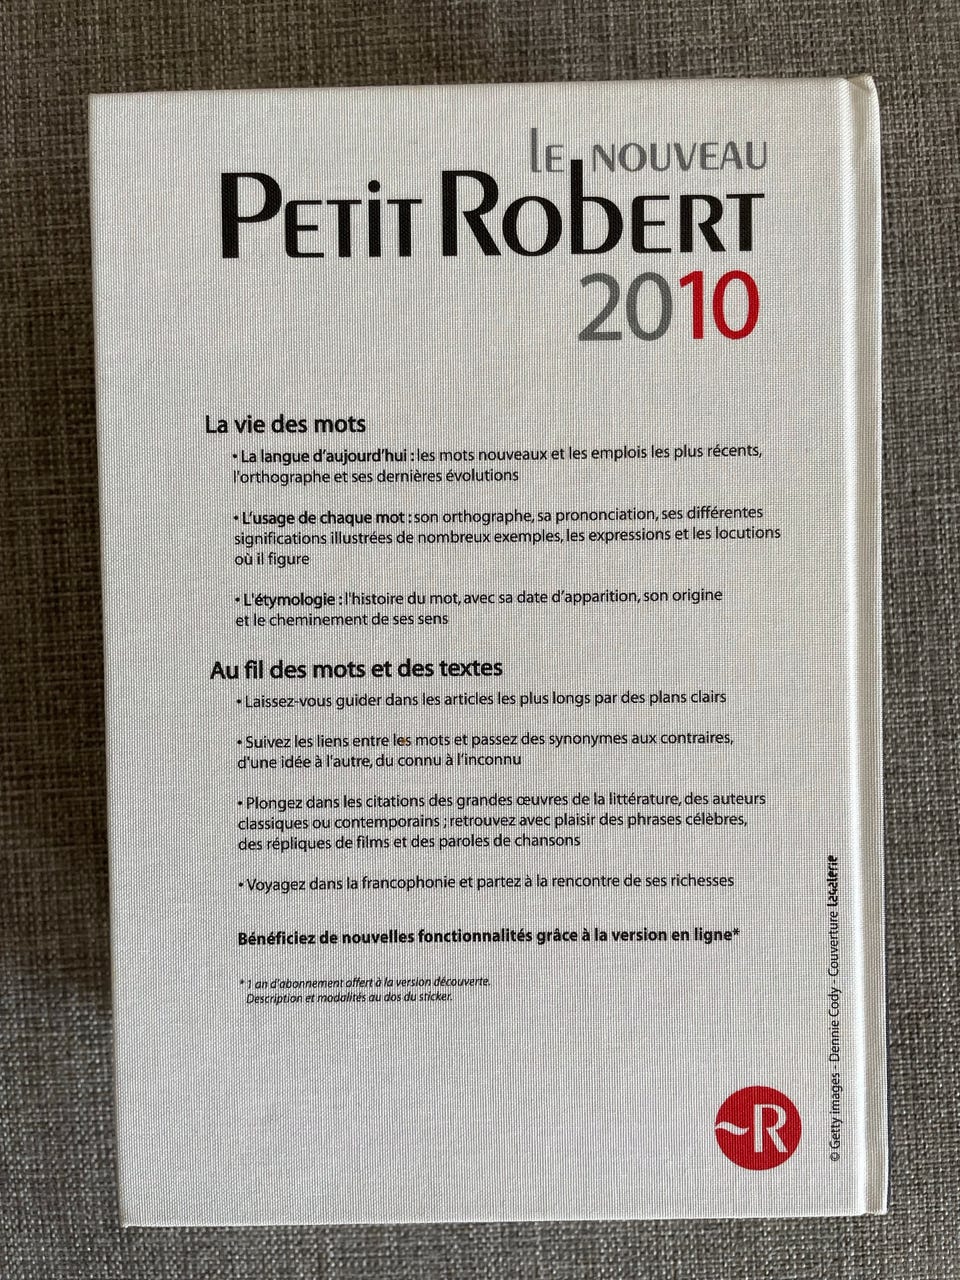 LE NOUVEAU
PETIT ROBERT
2010
La vie des mots
• La langue d'aujourd'hui : les mots nouveaux et les emplois les plus récents,
l'orthographe et ses dernières évolutions
• L'usage de chaque mot : son orthographe, sa prononciation, ses différentes
significations illustrées de nombreux exemples, les expressions et les locutions
où il figure
• L'étymologie : l'histoire du mot, avec sa date d'apparition, son origine
et le cheminement de ses sens
Au fil des mots et des textes
• Laissez-vous guider dans les articles les plus longs par des plans clairs
• Suivez les liens entre les mots et passez des synonymes aux contraires,
d'une idée à l'autre, du connu à l'inconnu
• Plongez dans les citations des grandes œuvres de la littérature, des auteurs
classiques ou contemporains ; retrouvez avec plaisir des phrases célèbres,
des répliques de films et des paroles de chansons
• Voyagez dans la francophonie et partez à la rencontre de ses richesses
Bénéficiez de nouvelles fonctionnalités grâce à la version en ligne*
* 1 an d'abonnement offert à la version découverte.
Description et modalités au dos du sticker.
© Getty images - Dennie Cody - Couverture Lagalerie
~R